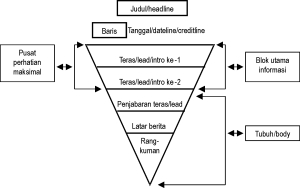 Judul/headline
Baris Tanggal/dateline/creditline
Pusat
perhatian
maksimal
Teras/lead/intro ke -1
Teras/lead/intro ke -2
Blok utama
informasi
Penjabaran teras/lead
Latar berita
Rang-
kuman
Tubuh/body